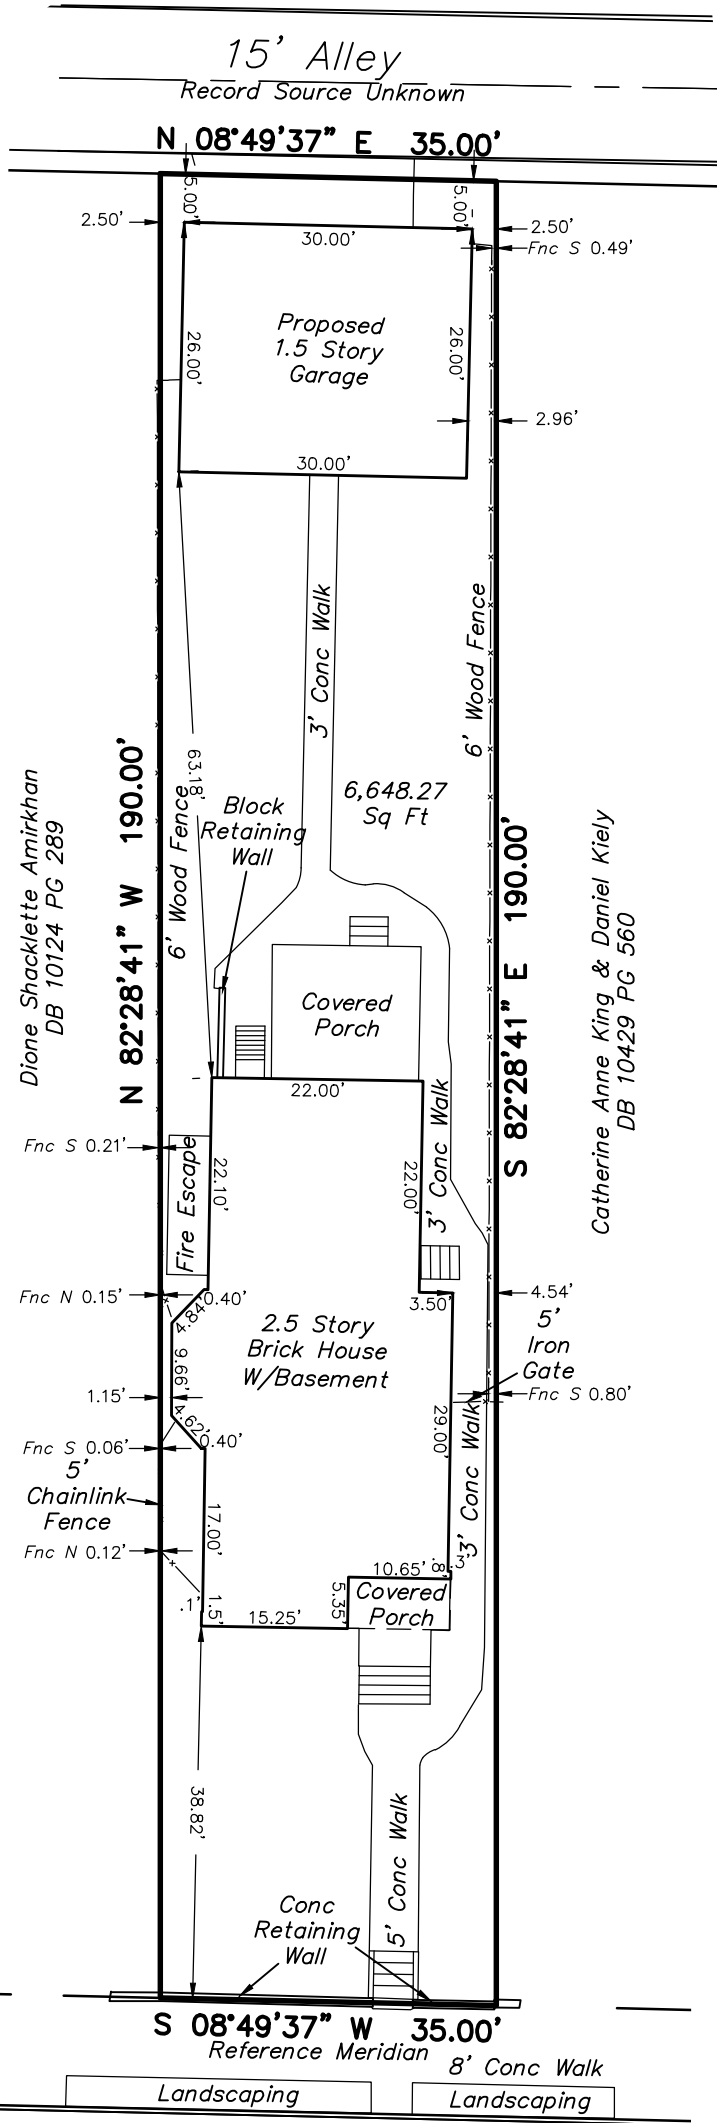 15' Alley
Record Source Unknown
N 08°49'37" E 35.00'
5.00'
5.00'
2.50'
2.50'
30.00'
Fnc S 0.49'
Proposed
1.5 Story
Garage
26.00'
26.00'
2.96'
30.00'
3' Conc Walk
6' Wood Fence
63.18'
6' Wood Fence
6,648.27
Sq Ft
Block
Retaining
Wall
N 82°28'41" W 190.00'
Dione Shacklette Amirkhan
DB 10124 PG 289
S 82°28'41" E 190.00'
Catherine Anne King & Daniel Kiely
DB 10429 PG 560
Covered
Porch
22.00'
3' Conc Walk
Fnc S 0.21'
Fire Escape
22.10'
22.00'
Fnc N 0.15'
0.40'
4.84'
3.50'
4.54'
2.5 Story
Brick House
W/Basement
5'
Iron
Gate
9.66'
1.15'
Fnc S 0.80'
4.62'
0.40'
29.00'
3' Conc Walk
Fnc S 0.06'
5'
Chainlink
Fence
17.00'
Fnc N 0.12'
10.65'
.8'
.3'
Covered
Porch
5.35'
.1'
1.5'
15.25'
38.82'
5' Conc Walk
Conc
Retaining
Wall
S 08°49'37" W 35.00'
Reference Meridian
8' Conc Walk
Landscaping
Landscaping